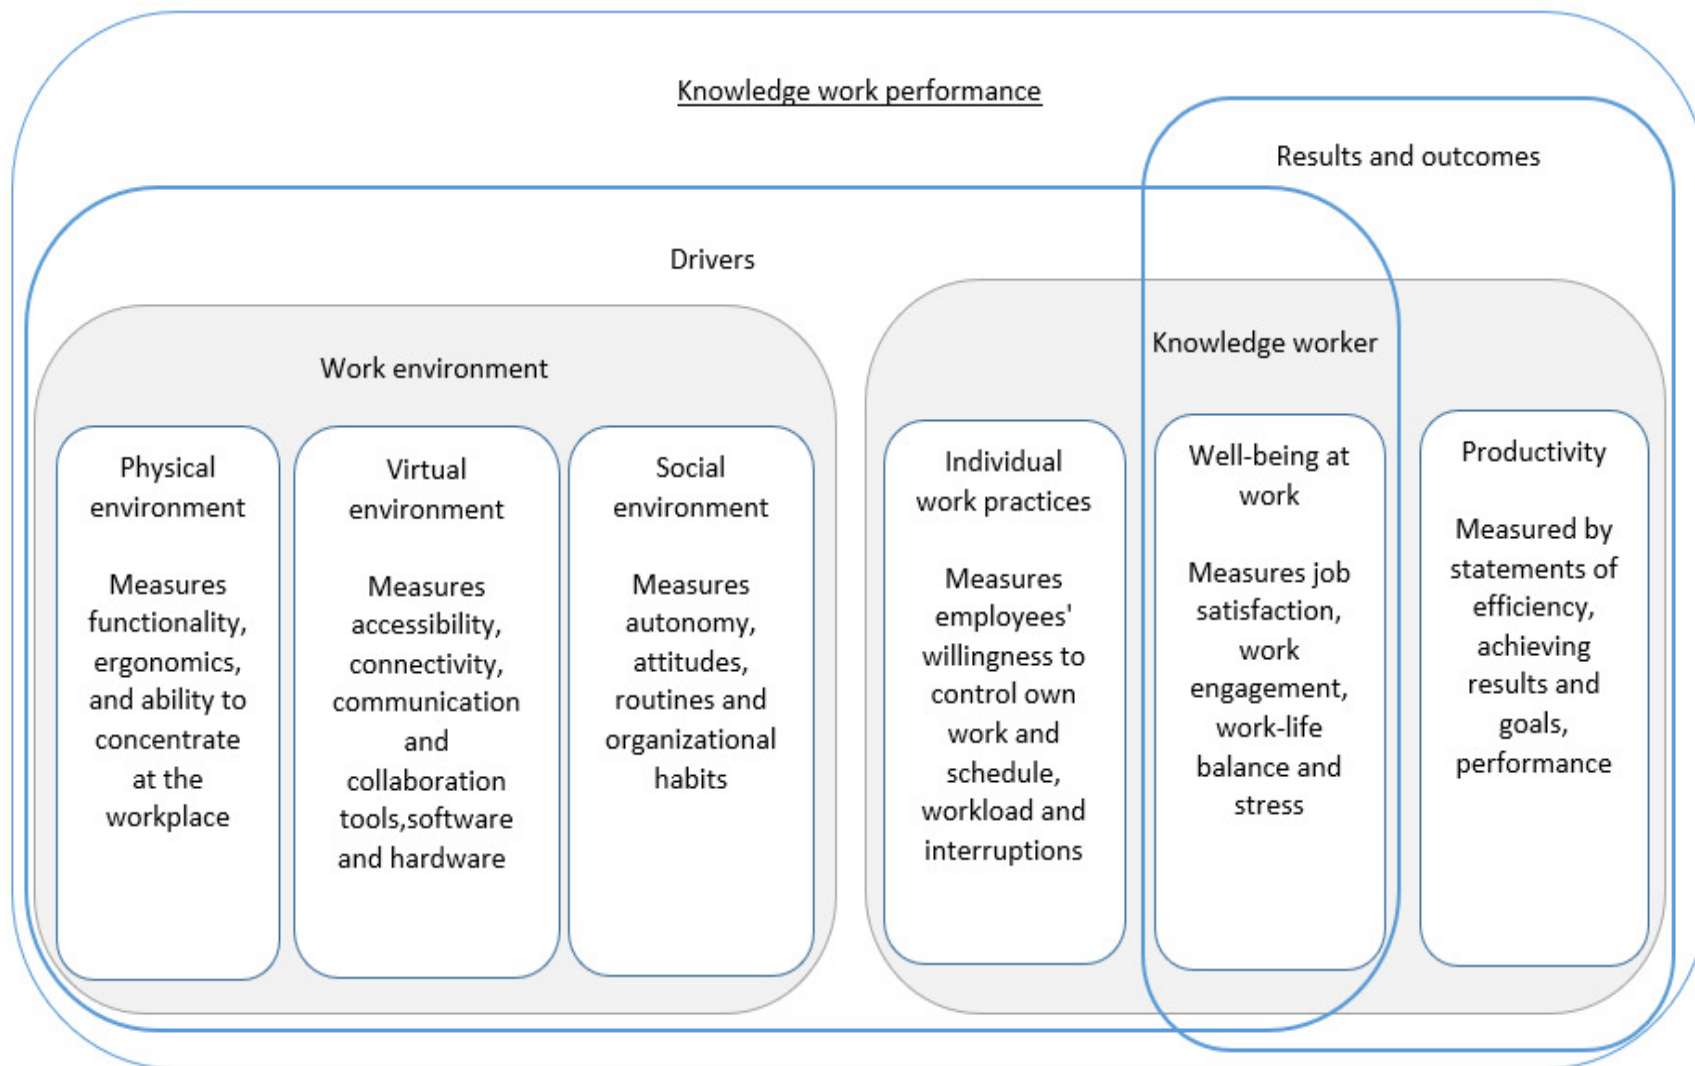 Knowledge work performance
Results and outcomes
Drivers
Work environment
Knowledge worker
Physical
environment
Measures
functionality,
ergonomics,
and ability to
concentrate
at the
workplace
Virtual
environment
Measures
accessibility,
connectivity,
communication
and
collaboration
tools,software
and hardware
Social
environment
Measures
autonomy,
attitudes,
routines and
organizational
habits
Individual
work practices
Measures
employees'
willingness to
control own
work and
schedule,
workload and
interruptions
Well-being at
work
Measures job
satisfaction,
work
engagement,
work-life
balance and
stress
Productivity
Measured by
statements of
efficiency,
achieving
results and
goals,
performance